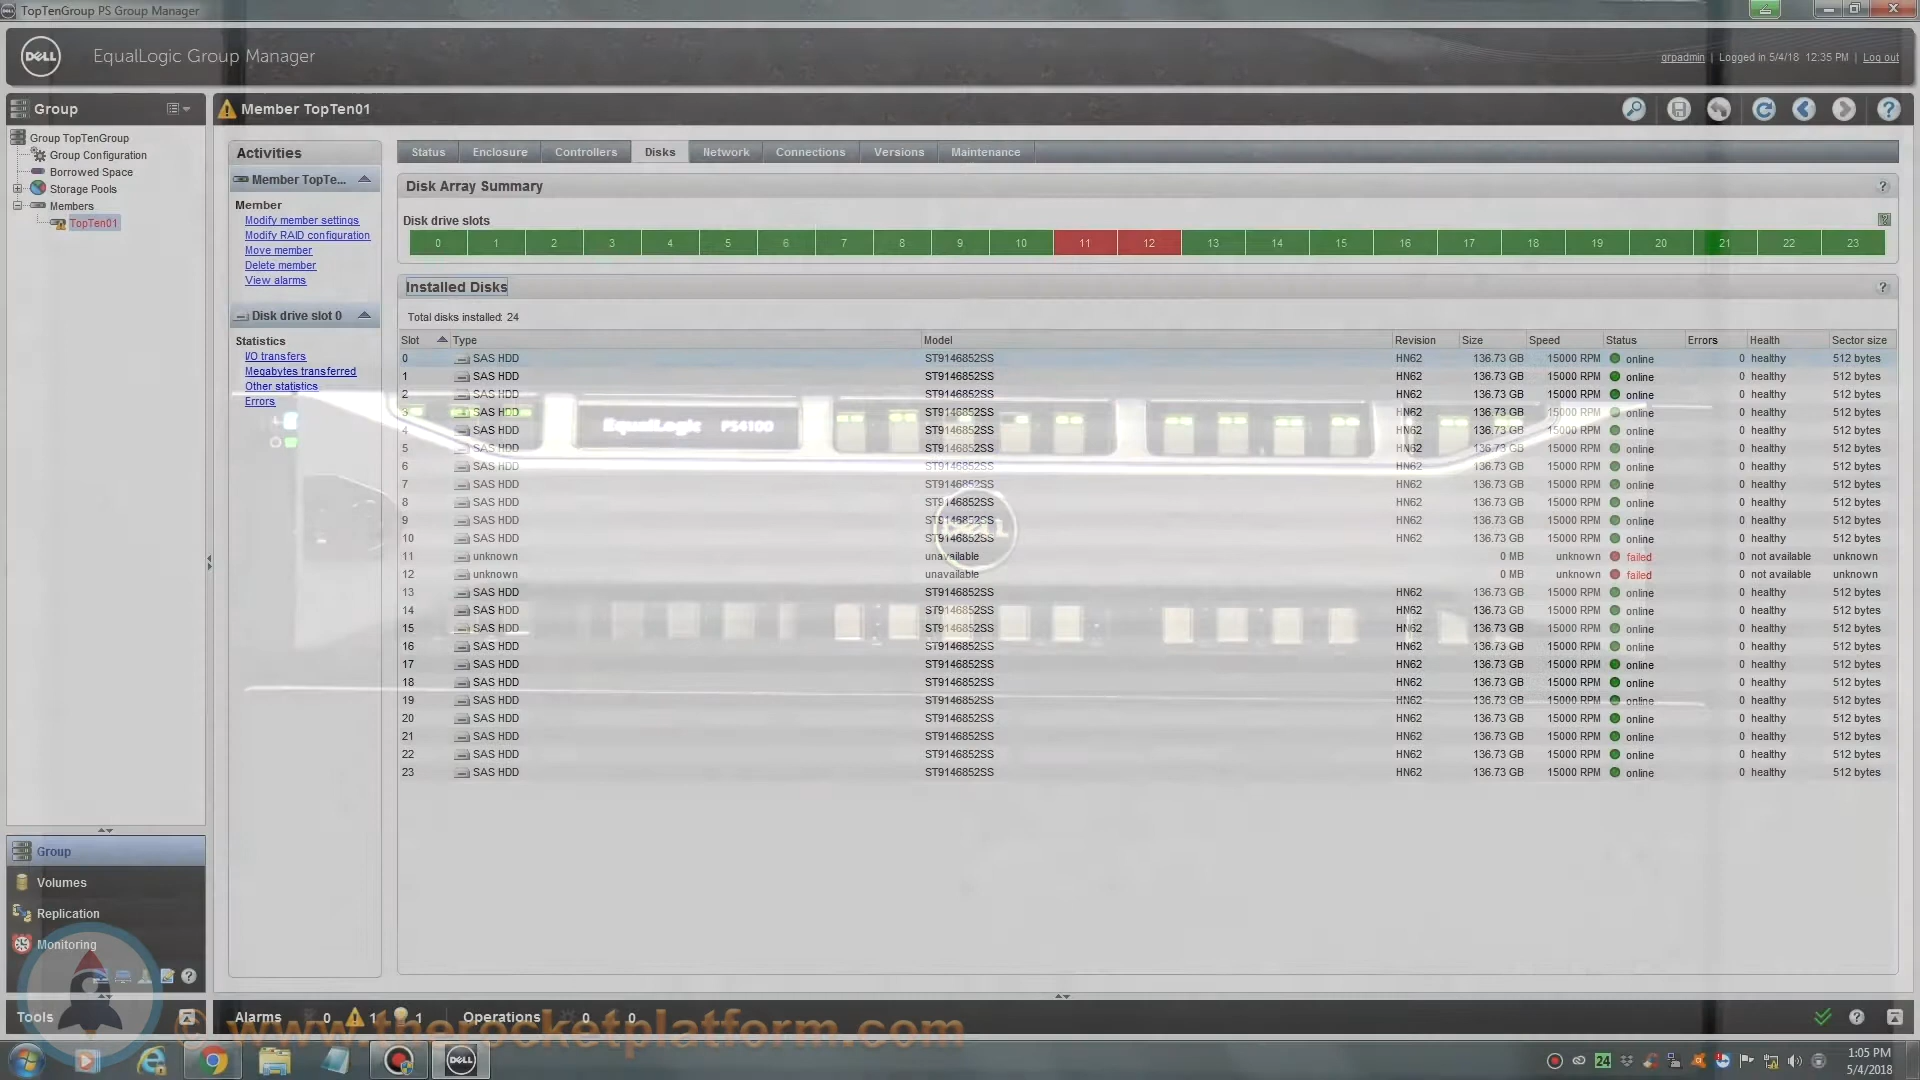 TopTenGroup PS Group Manager
DELL
EqualLogic Group Manager
grpadmin | Logged in 5/4/18 12:35 PM | Log out
Group
Group TopTenGroup
Group Configuration
Borrowed Space
Storage Pools
Members
TopTen01
Member TopTen01
Activities
Member TopTe...
Member
Modify member settings
Modify RAID configuration
Move member
Delete member
View alarms
Disk drive slot 0
Statistics
I/O transfers
Megabytes transferred
Other statistics
Errors
Status Enclosure Controllers Disks Network Connections Versions Maintenance
Disk Array Summary
Disk drive slots
0 1 2 3 4 5 6 7 8 9 10 11 12 13 14 15 16 17 18 19 20 21 22 23
Installed Disks
Total disks installed: 24
Slot Type Model Revision Size Speed Status Errors Health Sector size
0 SAS HDD ST9146852SS HN62 136.73 GB 15000 RPM online 0 healthy 512 bytes
1 SAS HDD ST9146852SS HN62 136.73 GB 15000 RPM online 0 healthy 512 bytes
2 SAS HDD ST9146852SS HN62 136.73 GB 15000 RPM online 0 healthy 512 bytes
3 SAS HDD ST9146852SS HN62 136.73 GB 15000 RPM online 0 healthy 512 bytes
EqualLogic PS4100
4 SAS HDD ST9146852SS HN62 136.73 GB 15000 RPM online 0 healthy 512 bytes
5 SAS HDD ST9146852SS HN62 136.73 GB 15000 RPM online 0 healthy 512 bytes
6 SAS HDD ST9146852SS HN62 136.73 GB 15000 RPM online 0 healthy 512 bytes
7 SAS HDD ST9146852SS HN62 136.73 GB 15000 RPM online 0 healthy 512 bytes
8 SAS HDD ST9146852SS HN62 136.73 GB 15000 RPM online 0 healthy 512 bytes
9 SAS HDD ST9146852SS HN62 136.73 GB 15000 RPM online 0 healthy 512 bytes
DELL
10 SAS HDD ST9146852SS HN62 136.73 GB 15000 RPM online 0 healthy 512 bytes
11 unknown unavailable 0 MB unknown failed 0 not available unknown
12 unknown unavailable 0 MB unknown failed 0 not available unknown
13 SAS HDD ST9146852SS HN62 136.73 GB 15000 RPM online 0 healthy 512 bytes
14 SAS HDD ST9146852SS HN62 136.73 GB 15000 RPM online 0 healthy 512 bytes
15 SAS HDD ST9146852SS HN62 136.73 GB 15000 RPM online 0 healthy 512 bytes
16 SAS HDD ST9146852SS HN62 136.73 GB 15000 RPM online 0 healthy 512 bytes
17 SAS HDD ST9146852SS HN62 136.73 GB 15000 RPM online 0 healthy 512 bytes
18 SAS HDD ST9146852SS HN62 136.73 GB 15000 RPM online 0 healthy 512 bytes
19 SAS HDD ST9146852SS HN62 136.73 GB 15000 RPM online 0 healthy 512 bytes
20 SAS HDD ST9146852SS HN62 136.73 GB 15000 RPM online 0 healthy 512 bytes
21 SAS HDD ST9146852SS HN62 136.73 GB 15000 RPM online 0 healthy 512 bytes
22 SAS HDD ST9146852SS HN62 136.73 GB 15000 RPM online 0 healthy 512 bytes
23 SAS HDD ST9146852SS HN62 136.73 GB 15000 RPM online 0 healthy 512 bytes
Group
Volumes
Replication
Monitoring
Tools
Alarms 0 1 1 Operations 0 0
© www.therocketplatform.com
DELL
24
1:05 PM
5/4/2018